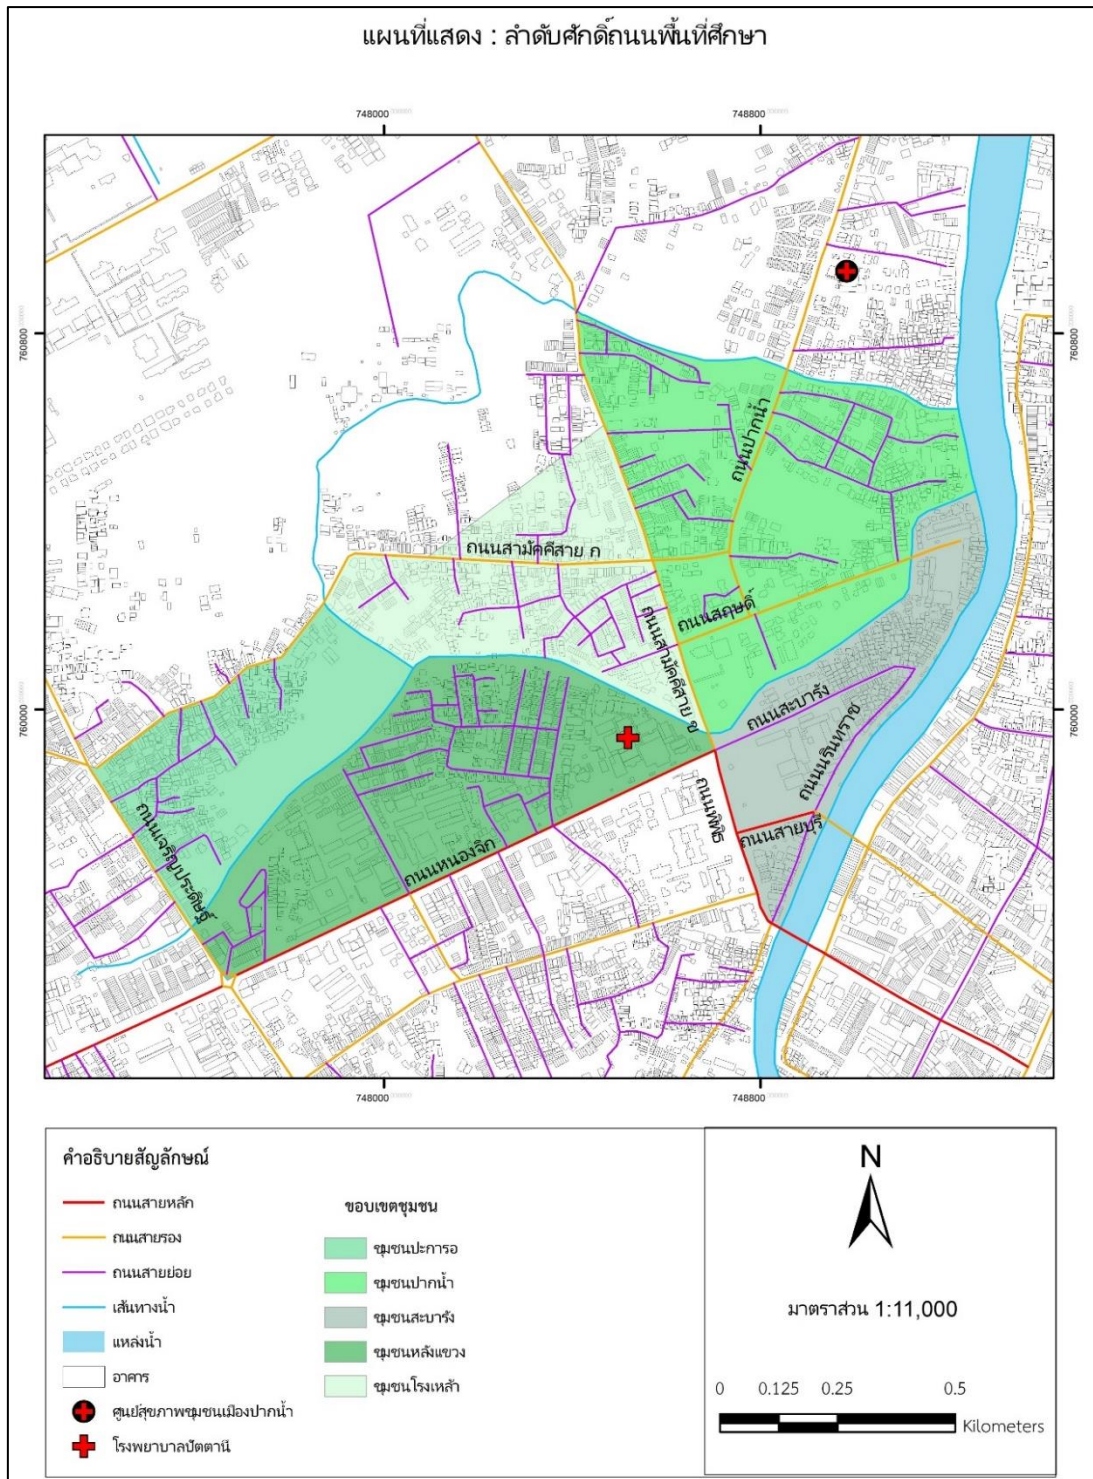 แผนที่แสดง : ลำดับศักดิ์ถนนพื้นที่ศึกษา
748000
748800
760800
760800
ถนนปากน้ำ
ถนนสามัคคีสาย ก
ถนนสฤษดิ์
ถนนสามัคคีสาย ข
760000
760000
ถนนสะบารัง
ถนนนรินทราช
ถนนพิพิธ
ถนนสายบุรี
ถนนหนองจิก
ถนนเจริญประดิษฐ์
748000
748800
คำอธิบายสัญลักษณ์
ถนนสายหลัก
ถนนสายรอง
ถนนสายย่อย
เส้นทางน้ำ
แหล่งน้ำ
อาคาร
ศูนย์สุขภาพชุมชนเมืองปากน้ำ
โรงพยาบาลปัตตานี
ขอบเขตชุมชน
ชุมชนปะการอ
ชุมชนปากน้ำ
ชุมชนสะบารัง
ชุมชนหลังแขวง
ชุมชนโรงเหล้า
N
มาตราส่วน 1:11,000
0 0.125 0.25 0.5
Kilometers